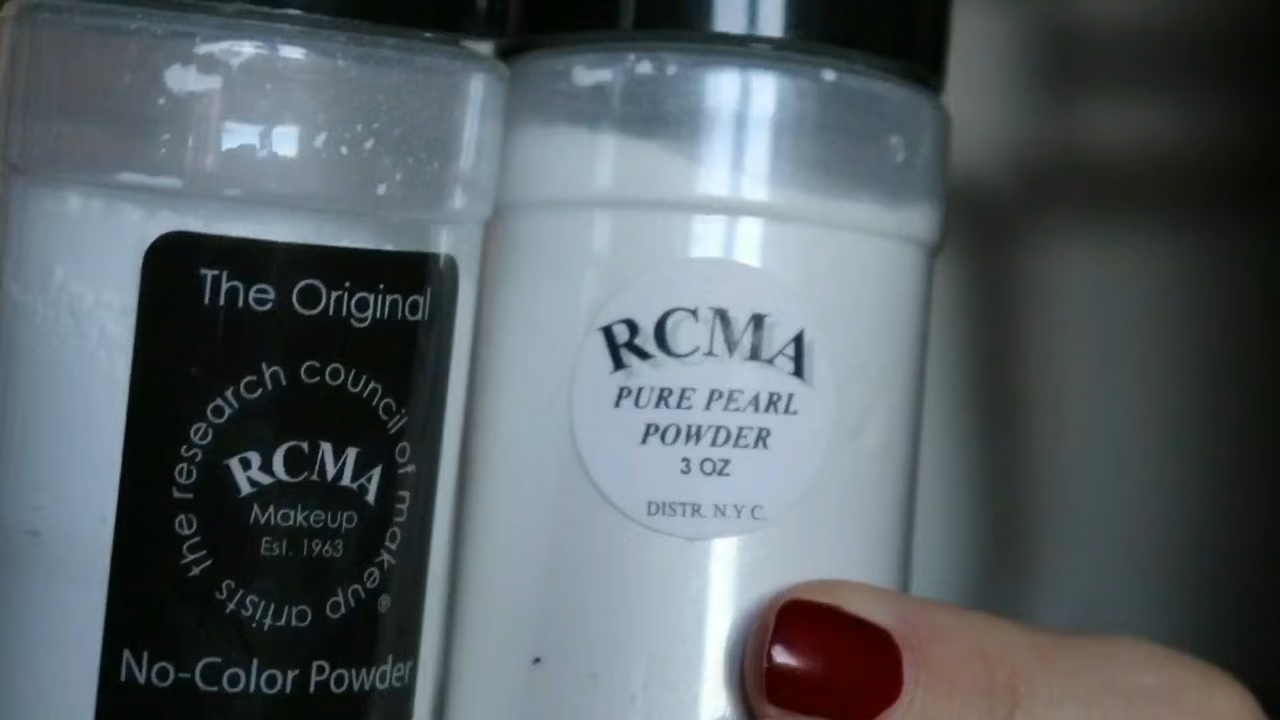 The Original
the research council of makeup artists and®
RCMA
Makeup
Est. 1963
No-Color Powder
RCMA
PURE PEARL
POWDER
3 OZ
DISTR. N.Y C.